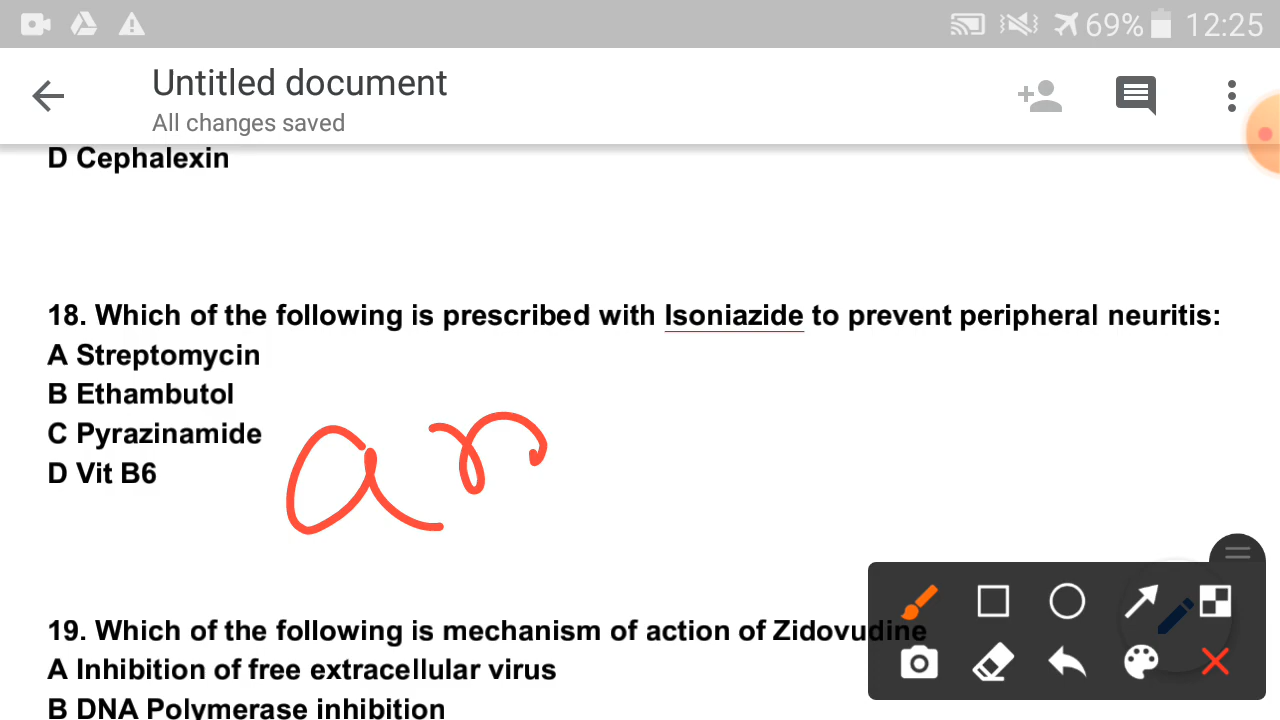 69% 12:25
Untitled document
All changes saved
D Cephalexin
18. Which of the following is prescribed with Isoniazide to prevent peripheral neuritis:
A Streptomycin
B Ethambutol
C Pyrazinamide
D Vit B6
ar
19. Which of the following is mechanism of action of Zidovudine
A Inhibition of free extracellular virus
B DNA Polymerase inhibition